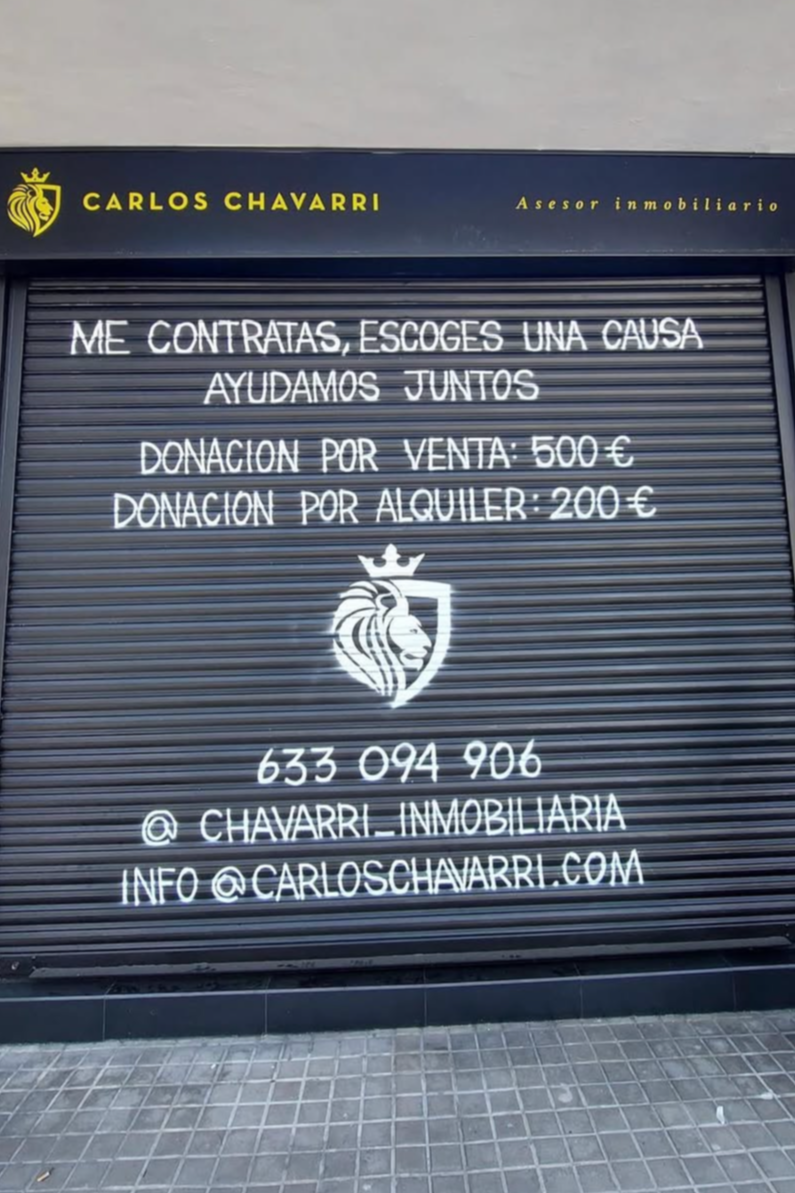 CARLOS CHAVARRI
Asesor inmobiliario
ME CONTRATAS, ESCOGES UNA CAUSA
AYUDAMOS JUNTOS
DONACION POR VENTA: 500€
DONACION POR ALQUILER: 200€
633 094 906
@ CHAVARRI_INMOBILIARIA
INFO @CARLOSCHAVARRI.COM